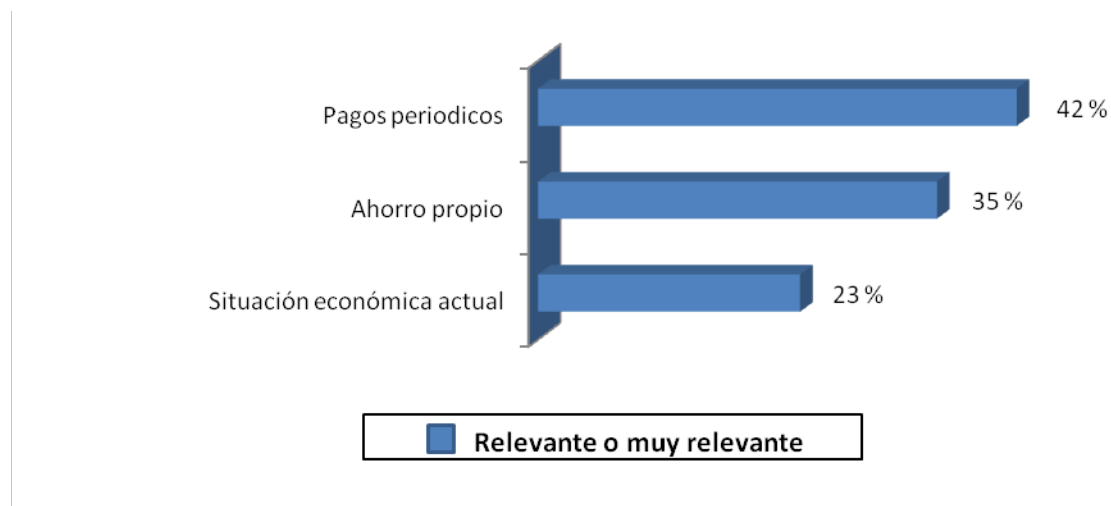 Pagos periodicos
42 %
Ahorro propio
35 %
Situación económica actual
23 %
Relevante o muy relevante